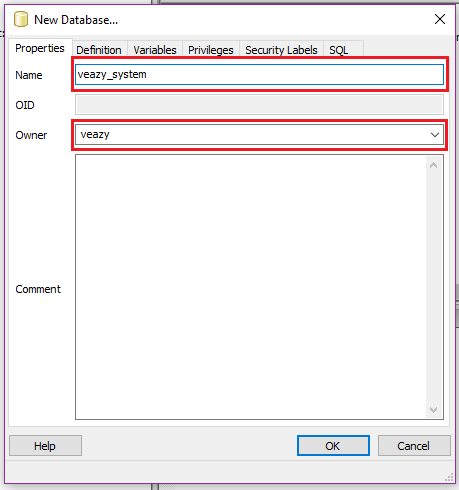 New Database...
Properties Definition Variables Privileges Security Labels SQL
Name veazy_system
OID
Owner veazy
Comment
Help OK Cancel